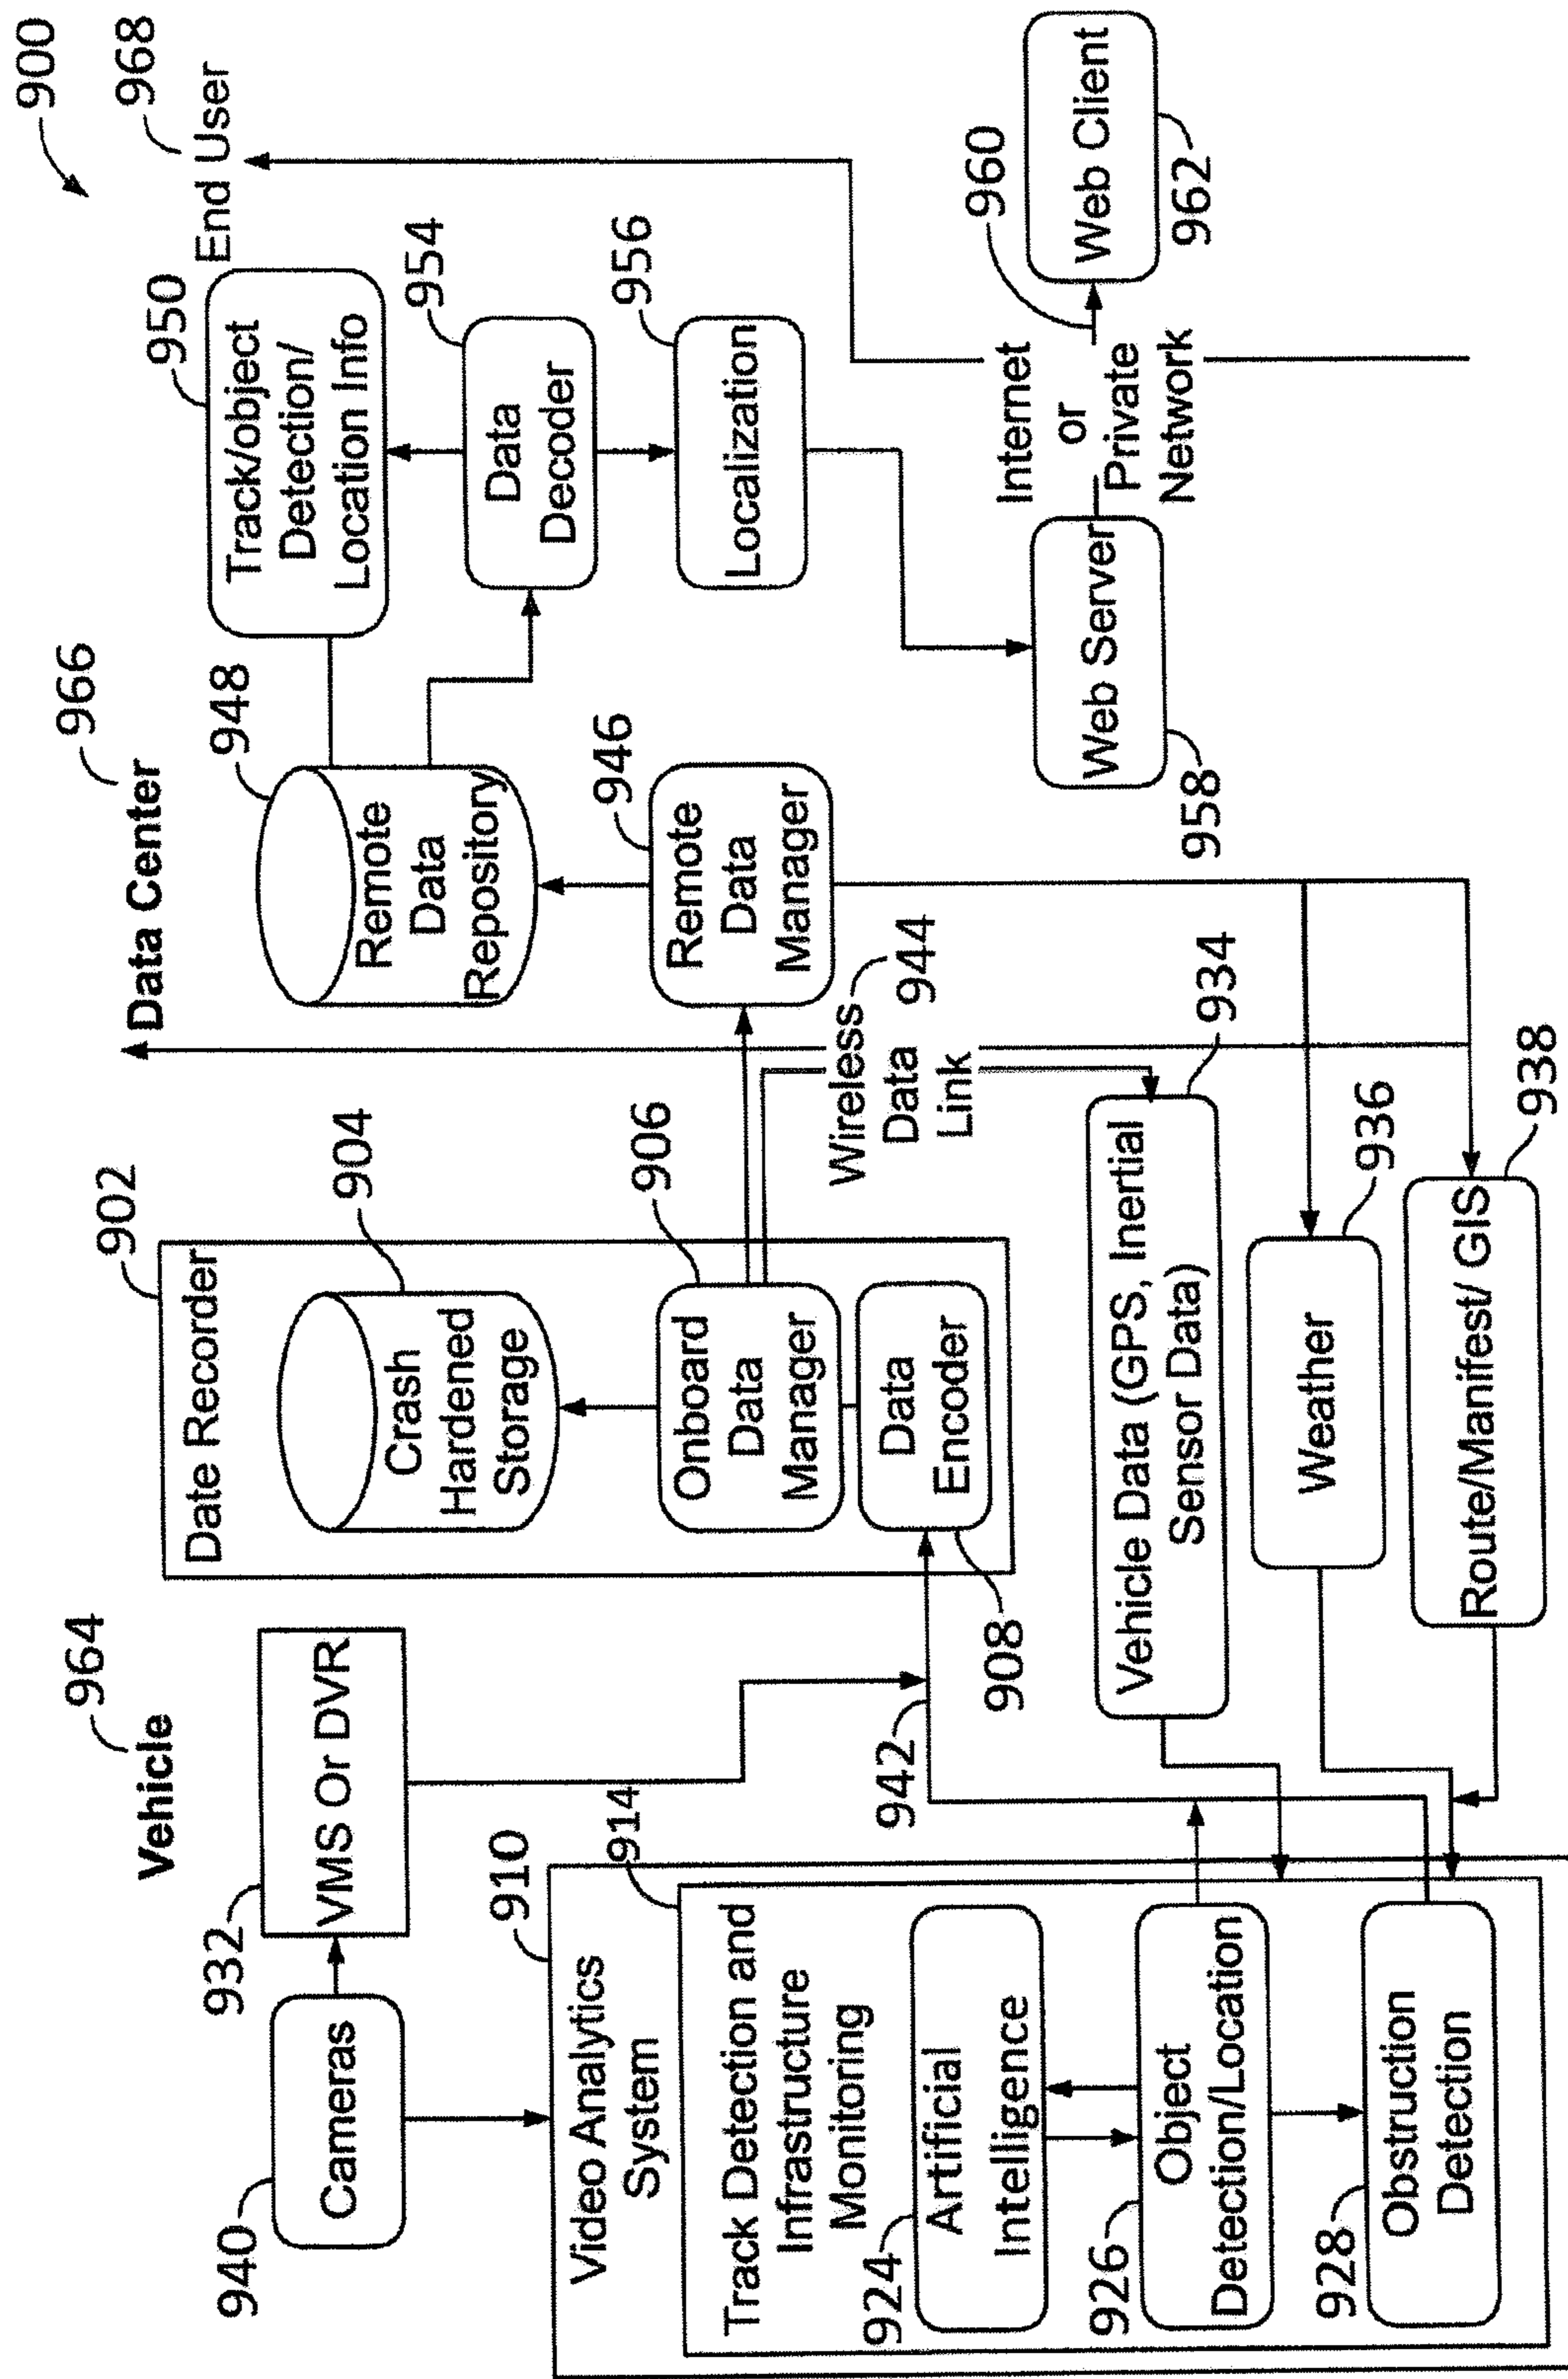 900
964
Vehicle
966
Data Center
968
End User
940
Cameras
932
VMS Or DVR
902
Date Recorder
904
Crash
Hardened
Storage
906
Onboard
Data
Manager
Data
Encoder
908
942
910
Video Analytics
System
914
Track Detection and
Infrastructure
Monitoring
924
Artificial
Intelligence
926
Object
Detection/Location
928
Obstruction
Detection
Vehicle Data (GPS, Inertial
Sensor Data)
934
Weather
936
Route/Manifest/ GIS
938
Wireless
Data
Link
944
948
Remote
Data
Repository
946
Remote
Data
Manager
950
Track/object
Detection/
Location Info
954
Data
Decoder
956
Localization
Web Server
958
Internet
or
Private
Network
960
Web Client
962